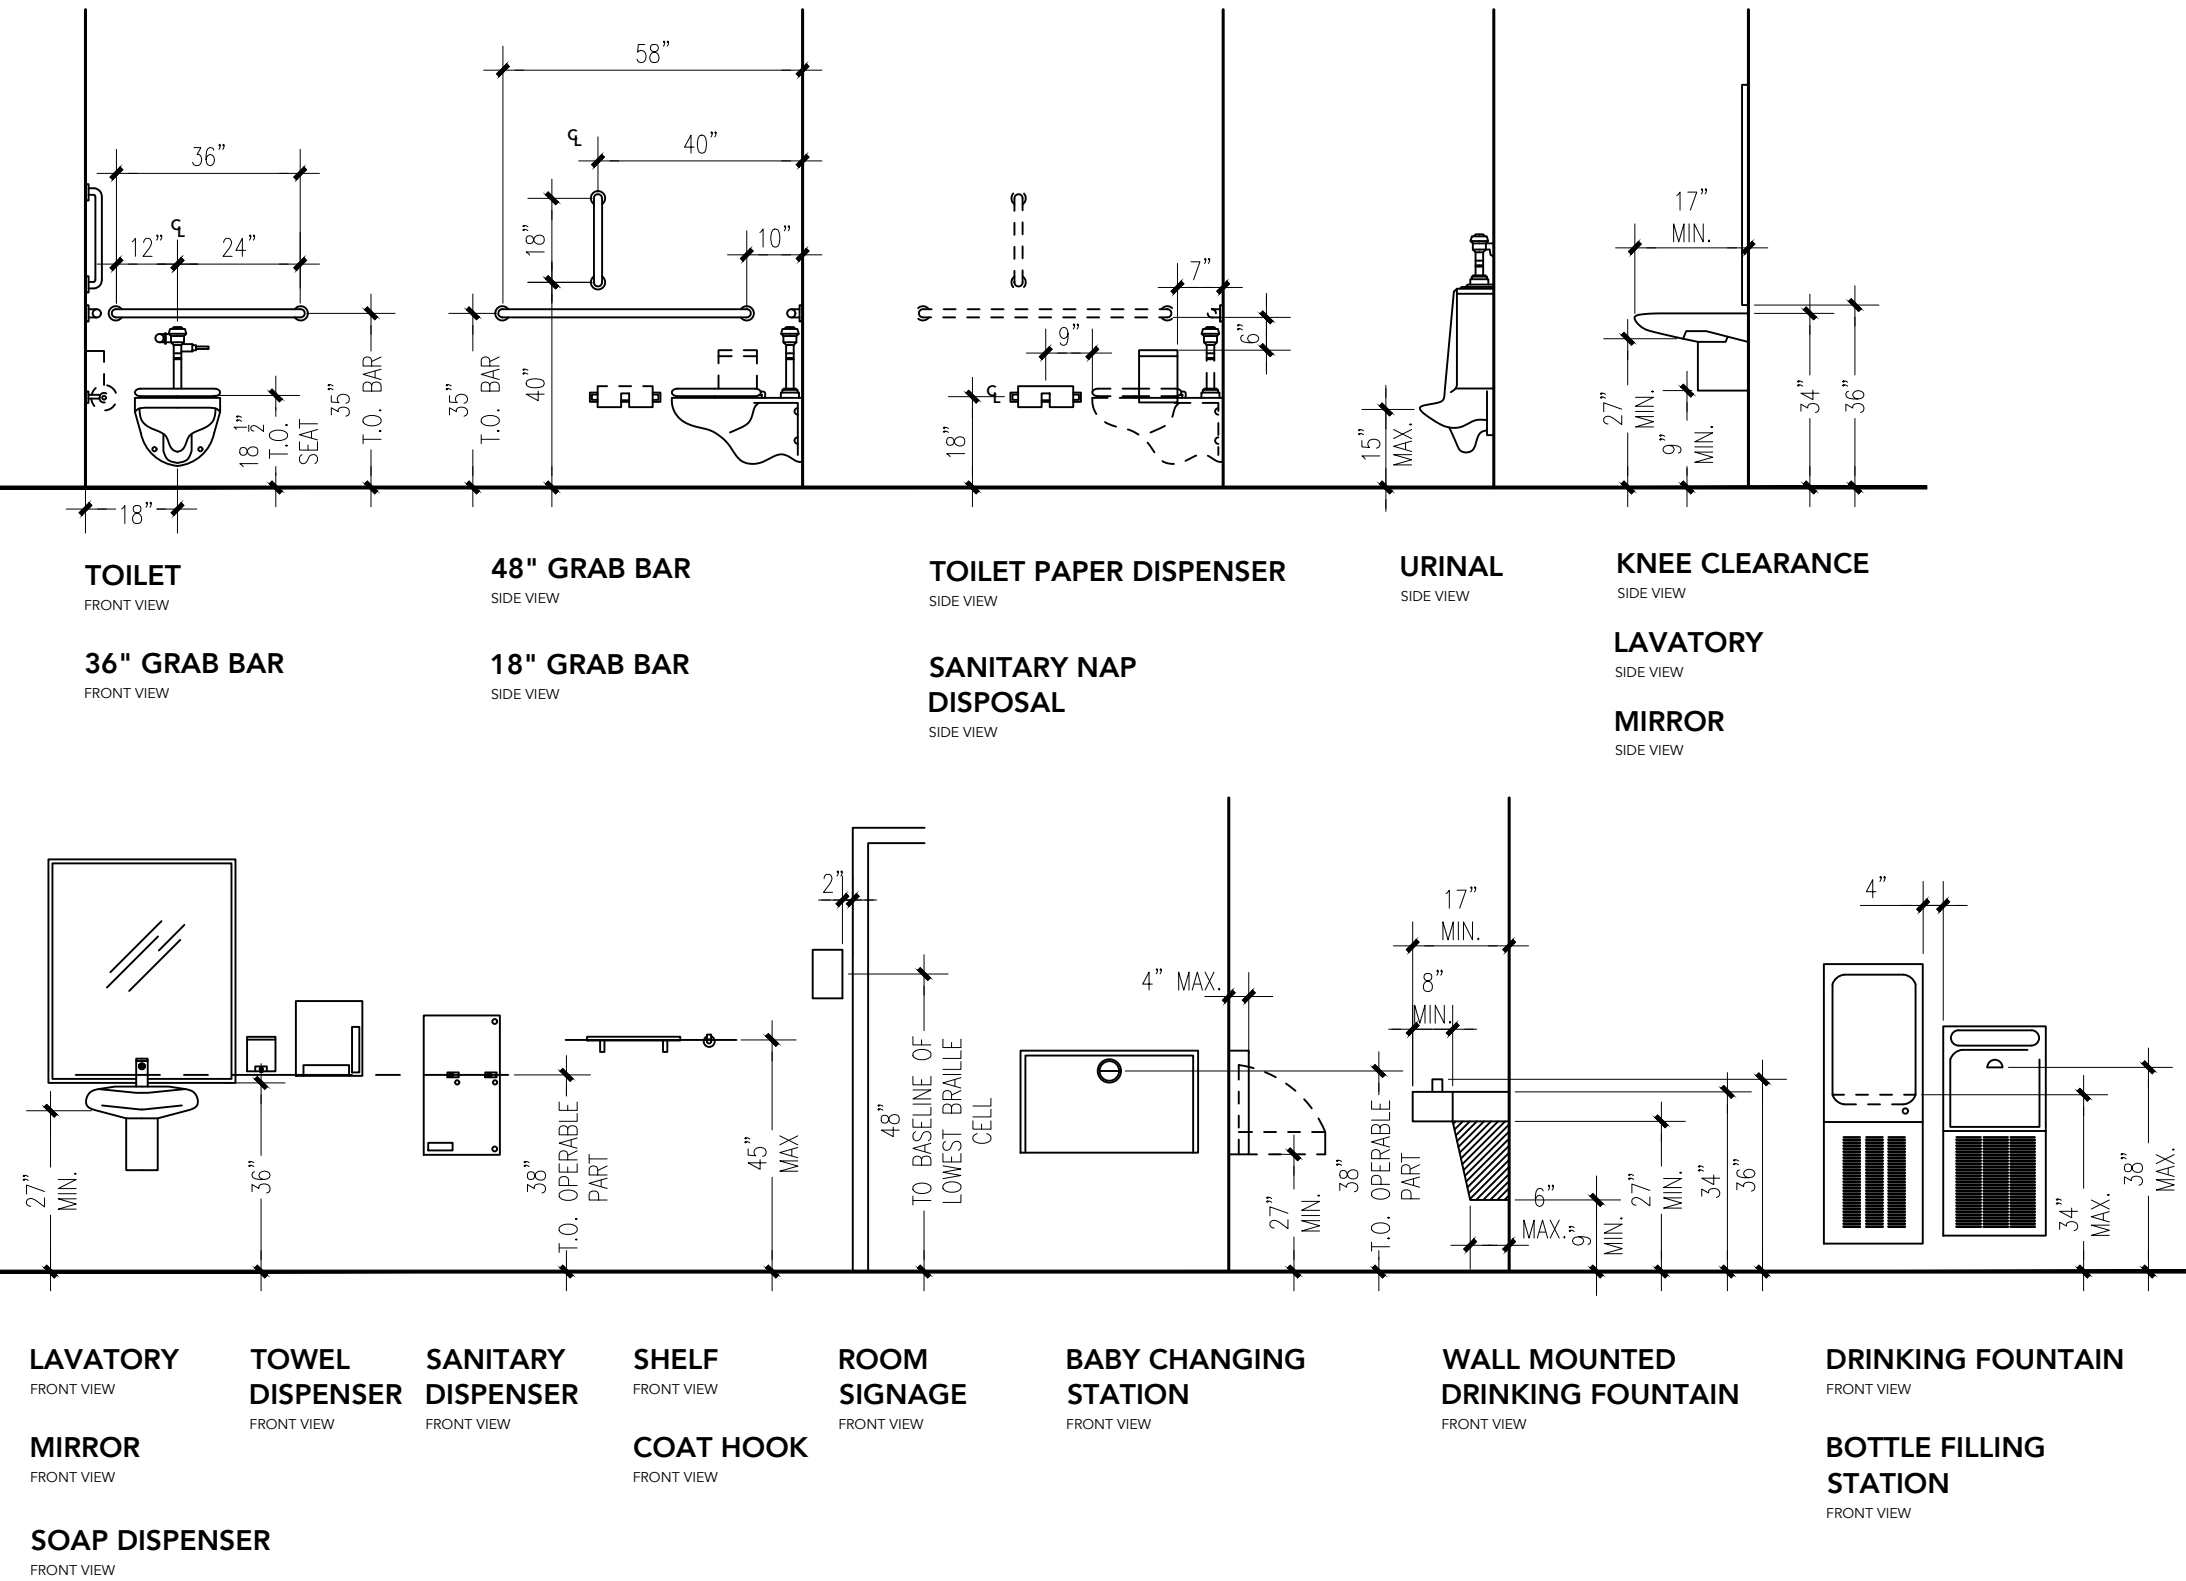 58”
36”
℄
40”
12”
℄
24”
18”
10”
7”
17”
MIN.
9”
6”
18 1/2”
T.O.
SEAT
35”
T.O. BAR
35”
T.O. BAR
40”
℄
18”
15”
MAX.
27”
MIN.
9”
MIN.
34”
36”
18”
TOILET
FRONT VIEW
36" GRAB BAR
FRONT VIEW
48" GRAB BAR
SIDE VIEW
18" GRAB BAR
SIDE VIEW
TOILET PAPER DISPENSER
SIDE VIEW
SANITARY NAP
DISPOSAL
SIDE VIEW
URINAL
SIDE VIEW
KNEE CLEARANCE
SIDE VIEW
LAVATORY
SIDE VIEW
MIRROR
SIDE VIEW
27”
MIN.
36”
38”
T.O. OPERABLE
PART
45”
MAX
2”
48”
TO BASELINE OF
LOWEST BRAILLE
CELL
4” MAX.
27”
MIN.
38”
T.O. OPERABLE
PART
17”
MIN.
8”
MIN.
6”
MAX.
9”
MIN.
27”
MIN.
34”
36”
4”
34”
MAX.
38”
MAX.
LAVATORY
FRONT VIEW
MIRROR
FRONT VIEW
SOAP DISPENSER
FRONT VIEW
TOWEL
DISPENSER
FRONT VIEW
SANITARY
DISPENSER
FRONT VIEW
SHELF
FRONT VIEW
COAT HOOK
FRONT VIEW
ROOM
SIGNAGE
FRONT VIEW
BABY CHANGING
STATION
FRONT VIEW
WALL MOUNTED
DRINKING FOUNTAIN
FRONT VIEW
DRINKING FOUNTAIN
FRONT VIEW
BOTTLE FILLING
STATION
FRONT VIEW